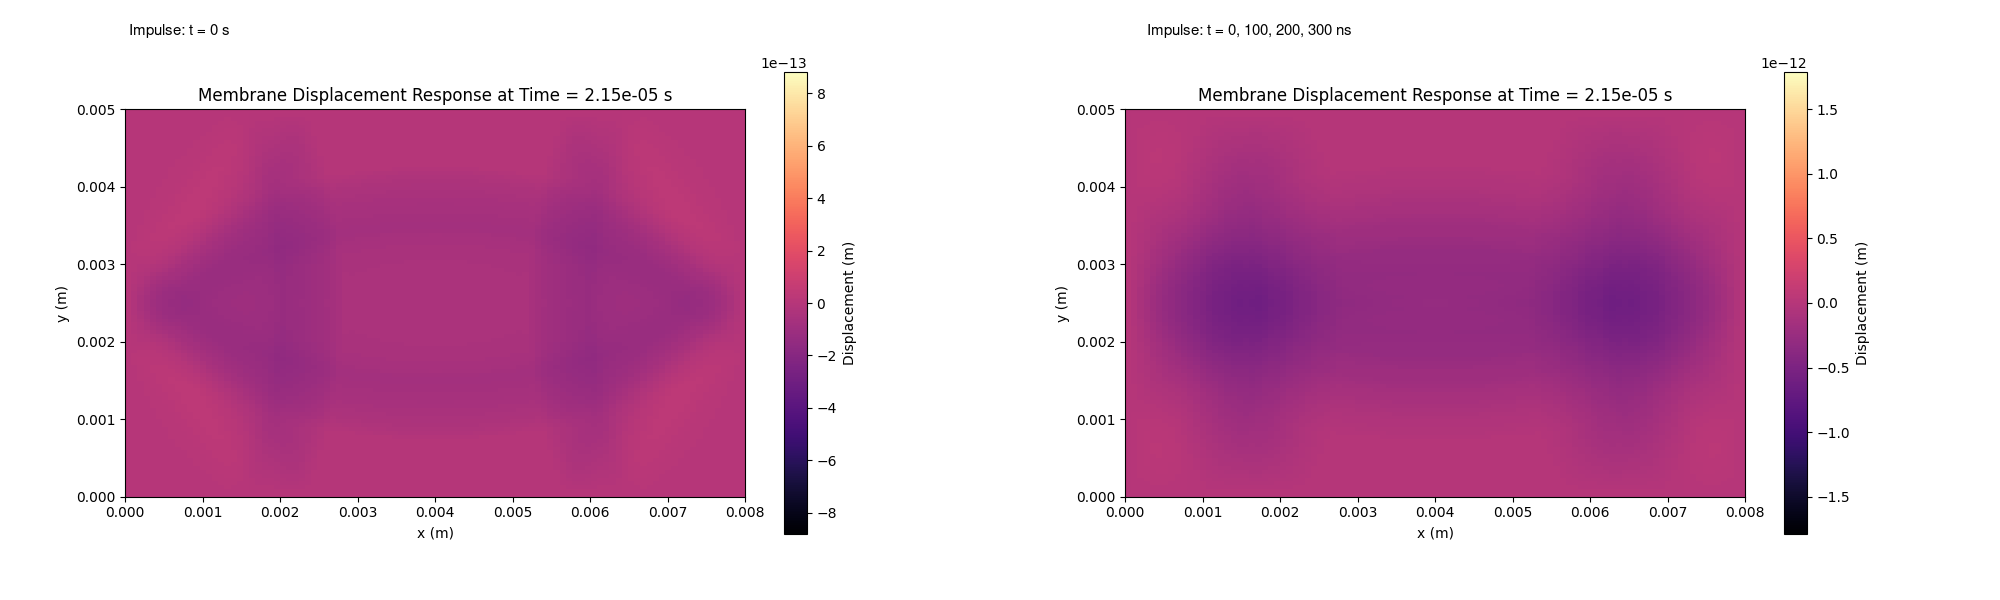 Impulse: t = 0 s
1e−13
Membrane Displacement Response at Time = 2.15e-05 s
0.005
0.004
0.003
0.002
0.001
0.000
y (m)
0.000 0.001 0.002 0.003 0.004 0.005 0.006 0.007 0.008
x (m)
8
6
4
2
0
−2
−4
−6
−8
Displacement (m)
Impulse: t = 0, 100, 200, 300 ns
1e−12
Membrane Displacement Response at Time = 2.15e-05 s
0.005
0.004
0.003
0.002
0.001
0.000
y (m)
0.000 0.001 0.002 0.003 0.004 0.005 0.006 0.007 0.008
x (m)
1.5
1.0
0.5
0.0
−0.5
−1.0
−1.5
Displacement (m)